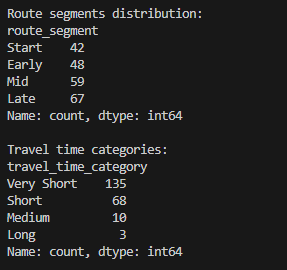 Route segments distribution:
route_segment
Start    42
Early    48
Mid      59
Late     67
Name: count, dtype: int64

Travel time categories:
travel_time_category
Very Short    135
Short          68
Medium         10
Long            3
Name: count, dtype: int64